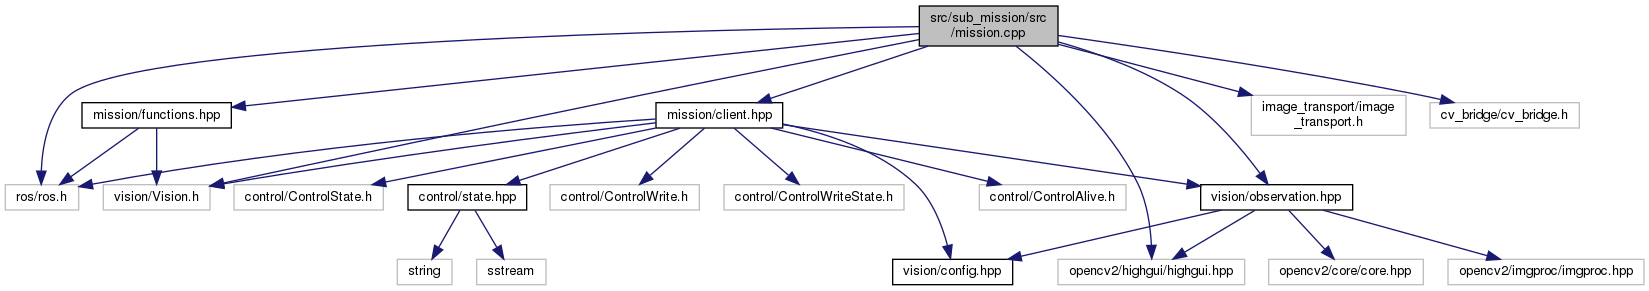 src/sub_mission/src
/mission.cpp
mission/functions.hpp
mission/client.hpp
image_transport/image
_transport.h
cv_bridge/cv_bridge.h
ros/ros.h
vision/Vision.h
control/ControlState.h
control/state.hpp
control/ControlWrite.h
control/ControlWriteState.h
control/ControlAlive.h
vision/observation.hpp
string
sstream
vision/config.hpp
opencv2/highgui/highgui.hpp
opencv2/core/core.hpp
opencv2/imgproc/imgproc.hpp